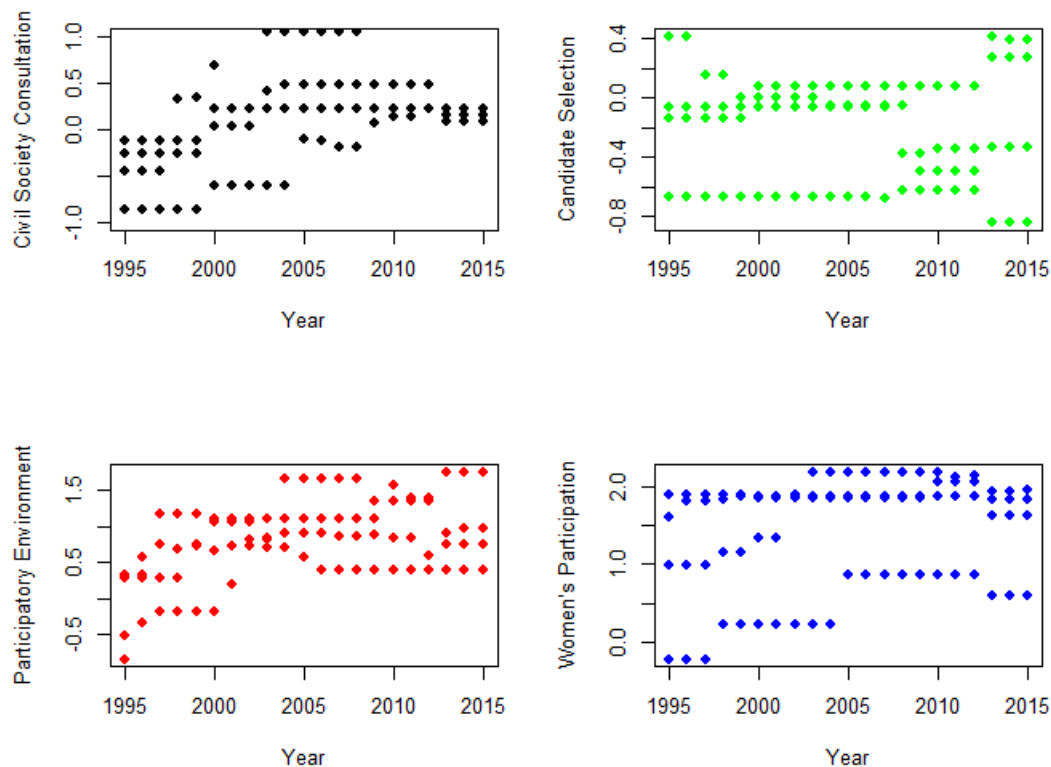 Civil Society Consultation
1.0
0.5
0.0
-1.0
1995 2000 2005 2010 2015
Year
Candidate Selection
0.4
0.0
-0.4
-0.8
1995 2000 2005 2010 2015
Year
Participatory Environment
1.5
0.5
-0.5
1995 2000 2005 2010 2015
Year
Women's Participation
2.0
1.0
0.0
1995 2000 2005 2010 2015
Year